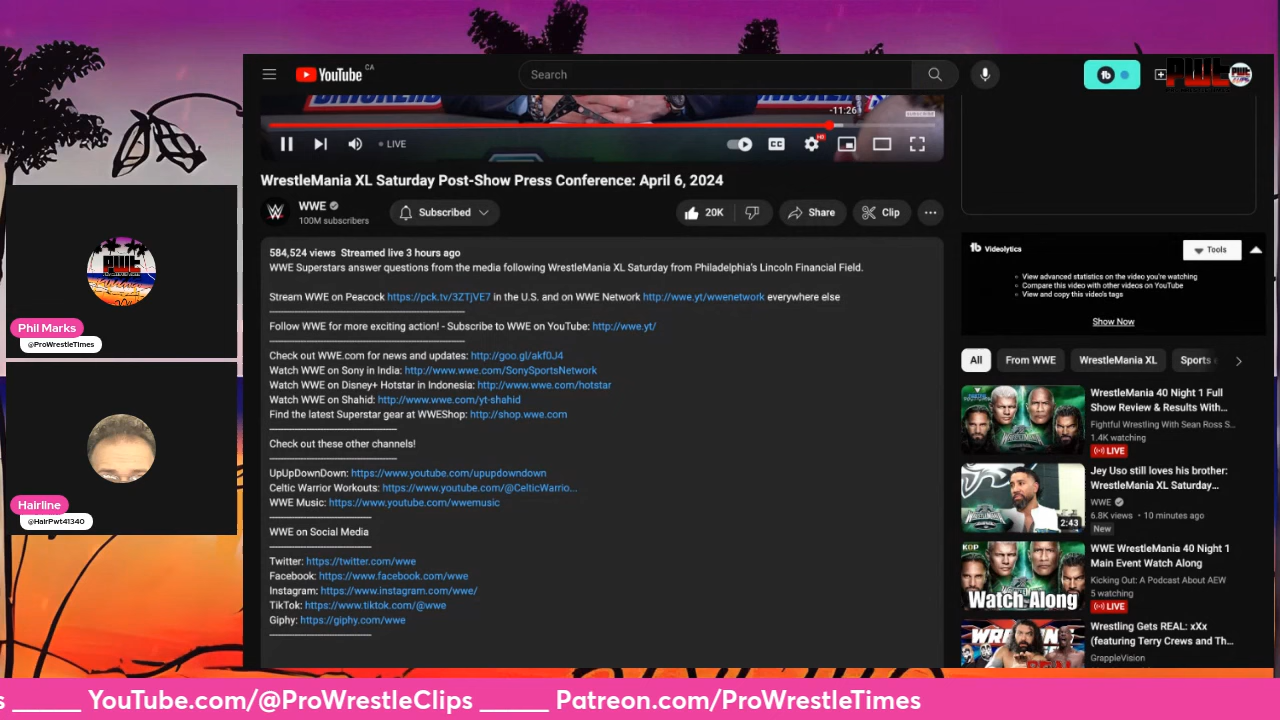 YouTube CA
Search
-11:26
LIVE
WrestleMania XL Saturday Post-Show Press Conference: April 6, 2024
WWE
100M subscribers
Subscribed
20K
Share
Clip
584,524 views Streamed live 3 hours ago
WWE Superstars answer questions from the media following WrestleMania XL Saturday from Philadelphia's Lincoln Financial Field.
Stream WWE on Peacock https://pck.tv/3ZTjVE7 in the U.S. and on WWE Network http://wwe.yt/wwenetwork everywhere else
Follow WWE for more exciting action! - Subscribe to WWE on YouTube: http://wwe.yt/
Check out WWE.com for news and updates: http://goo.gl/akf0J4
Watch WWE on Sony in India: http://www.wwe.com/SonySportsNetwork
Watch WWE on Disney+ Hotstar in Indonesia: http://www.wwe.com/hotstar
Watch WWE on Shahid: http://www.wwe.com/yt-shahid
Find the latest Superstar gear at WWEShop: http://shop.wwe.com
Check out these other channels!
UpUpDownDown: https://www.youtube.com/upupdowndown
Celtic Warrior Workouts: https://www.youtube.com/@CelticWarrio...
WWE Music: https://www.youtube.com/wwemusic
WWE on Social Media
Twitter: https://twitter.com/wwe
Facebook: https://www.facebook.com/wwe
Instagram: https://www.instagram.com/wwe/
TikTok: https://www.tiktok.com/@wwe
Giphy: https://giphy.com/wwe
Videolytics
Tools
View advanced statistics on the video you're watching
Compare this video with other videos on YouTube
View and copy this video's tags
Show Now
All
From WWE
WrestleMania XL
Sports
WrestleMania 40 Night 1 Full
Show Review & Results With...
Fightful Wrestling With Sean Ross S...
1.4K watching
LIVE
Jey Uso still loves his brother:
WrestleMania XL Saturday...
WWE
6.8K views • 10 minutes ago
New
2:43
WWE WrestleMania 40 Night 1
Main Event Watch Along
Kicking Out: A Podcast About AEW
5 watching
LIVE
Watch Along
Wrestling Gets REAL: xXx
(featuring Terry Crews and Th...
GrappleVision
Phil Marks
@ProWrestleTimes
Hairline
@HairPwt41340
s _____ YouTube.com/@ProWrestleClips _____ Patreon.com/ProWrestleTimes